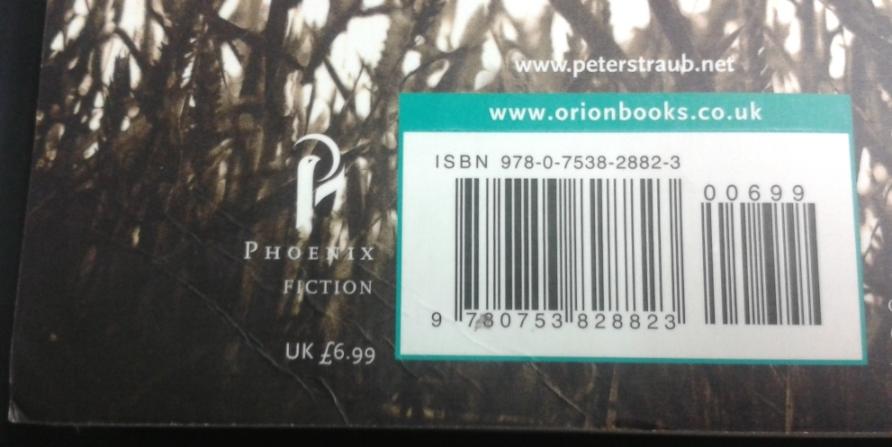 www.peterstraub.net
www.orionbooks.co.uk
ISBN 978-0-7538-2882-3
00699
9 780753 828823
PHOENIX
FICTION
UK £6.99